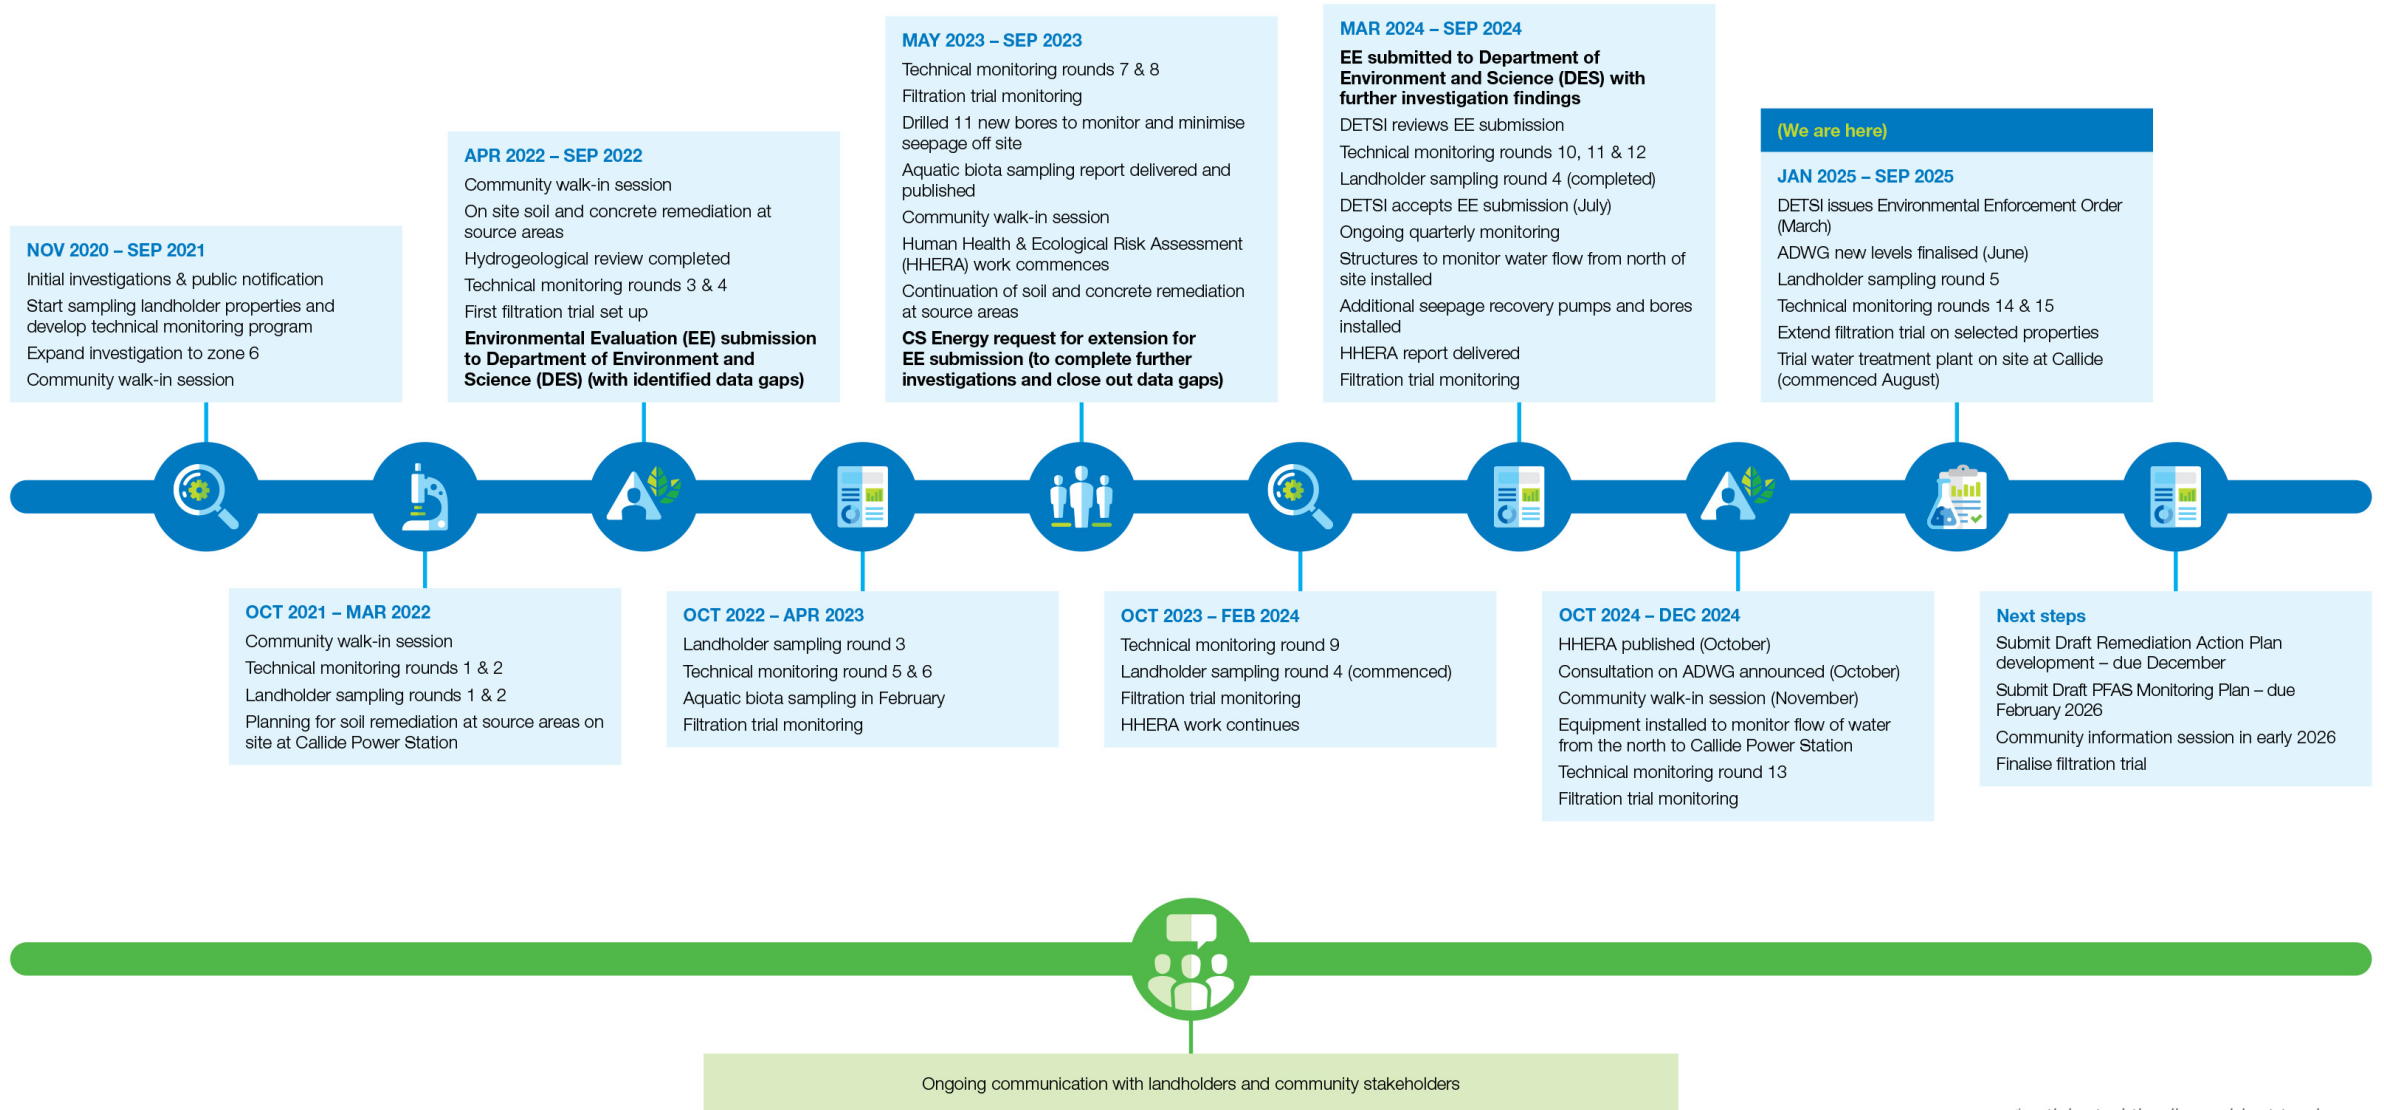 NOV 2020 – SEP 2021
Initial investigations & public notification
Start sampling landholder properties and
develop technical monitoring program
Expand investigation to zone 6
Community walk-in session
OCT 2021 – MAR 2022
Community walk-in session
Technical monitoring rounds 1 & 2
Landholder sampling rounds 1 & 2
Planning for soil remediation at source areas on
site at Callide Power Station
APR 2022 – SEP 2022
Community walk-in session
On site soil and concrete remediation at
source areas
Hydrogeological review completed
Technical monitoring rounds 3 & 4
First filtration trial set up
Environmental Evaluation (EE) submission
to Department of Environment and
Science (DES) (with identified data gaps)
OCT 2022 – APR 2023
Landholder sampling round 3
Technical monitoring round 5 & 6
Aquatic biota sampling in February
Filtration trial monitoring
MAY 2023 – SEP 2023
Technical monitoring rounds 7 & 8
Filtration trial monitoring
Drilled 11 new bores to monitor and minimise
seepage off site
Aquatic biota sampling report delivered and
published
Community walk-in session
Human Health & Ecological Risk Assessment
(HHERA) work commences
Continuation of soil and concrete remediation
at source areas
CS Energy request for extension for
EE submission (to complete further
investigations and close out data gaps)
OCT 2023 – FEB 2024
Technical monitoring round 9
Landholder sampling round 4 (commenced)
Filtration trial monitoring
HHERA work continues
MAR 2024 – SEP 2024
EE submitted to Department of
Environment and Science (DES) with
further investigation findings
DETSI reviews EE submission
Technical monitoring rounds 10, 11 & 12
Landholder sampling round 4 (completed)
DETSI accepts EE submission (July)
Ongoing quarterly monitoring
Structures to monitor water flow from north of
site installed
Additional seepage recovery pumps and bores
installed
HHERA report delivered
Filtration trial monitoring
OCT 2024 – DEC 2024
HHERA published (October)
Consultation on ADWG announced (October)
Community walk-in session (November)
Equipment installed to monitor flow of water
from the north to Callide Power Station
Technical monitoring round 13
Filtration trial monitoring
(We are here)
JAN 2025 – SEP 2025
DETSI issues Environmental Enforcement Order
(March)
ADWG new levels finalised (June)
Landholder sampling round 5
Technical monitoring rounds 14 & 15
Extend filtration trial on selected properties
Trial water treatment plant on site at Callide
(commenced August)
Next steps
Submit Draft Remediation Action Plan
development – due December
Submit Draft PFAS Monitoring Plan – due
February 2026
Community information session in early 2026
Finalise filtration trial
Ongoing communication with landholders and community stakeholders